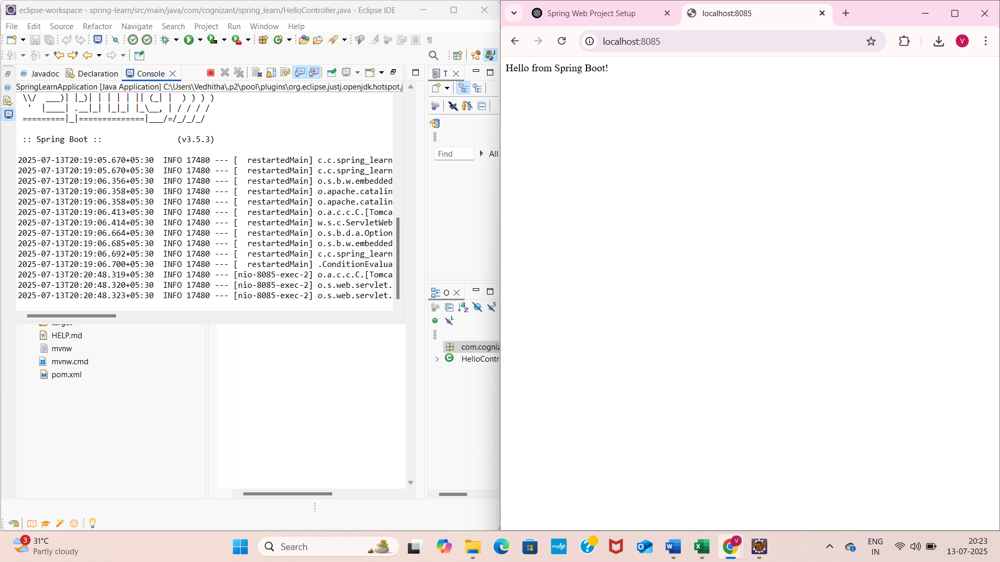 eclipse-workspace - spring-learn/src/main/java/com/cognizant/spring_learn/HelloController.java - Eclipse IDE
File Edit Source Refactor Navigate Search Project Run Window Help
@ Javadoc Declaration Console
SpringLearnApplication [Java Application] C:\Users\Vedhitha\.p2\pool\plugins\org.eclipse.justj.openjdk.hotspot.j
 \\/  ___)| |_)| | | | | || (_| |  ) ) ) )
  '  |____| .__|_| |_|_| |_\__, | / / / /
 =========|_|==============|___/=/_/_/_/
 :: Spring Boot ::                (v3.5.3)
2025-07-13T20:19:05.670+05:30  INFO 17480 --- [  restartedMain] c.c.spring_learn
2025-07-13T20:19:05.670+05:30  INFO 17480 --- [  restartedMain] c.c.spring_learn
2025-07-13T20:19:06.356+05:30  INFO 17480 --- [  restartedMain] o.s.b.w.embedded
2025-07-13T20:19:06.358+05:30  INFO 17480 --- [  restartedMain] o.apache.catalin
2025-07-13T20:19:06.358+05:30  INFO 17480 --- [  restartedMain] o.apache.catalin
2025-07-13T20:19:06.413+05:30  INFO 17480 --- [  restartedMain] o.a.c.c.C.[Tomca
2025-07-13T20:19:06.414+05:30  INFO 17480 --- [  restartedMain] w.s.c.ServletWeb
2025-07-13T20:19:06.664+05:30  INFO 17480 --- [  restartedMain] o.s.b.d.a.Option
2025-07-13T20:19:06.685+05:30  INFO 17480 --- [  restartedMain] o.s.b.w.embedded
2025-07-13T20:19:06.692+05:30  INFO 17480 --- [  restartedMain] c.c.spring_learn
2025-07-13T20:19:06.700+05:30  INFO 17480 --- [  restartedMain] .ConditionEvalua
2025-07-13T20:20:48.319+05:30  INFO 17480 --- [nio-8085-exec-2] o.a.c.c.C.[Tomca
2025-07-13T20:20:48.320+05:30  INFO 17480 --- [nio-8085-exec-2] o.s.web.servlet.
2025-07-13T20:20:48.323+05:30  INFO 17480 --- [nio-8085-exec-2] o.s.web.servlet.
target
HELP.md
mvnw
mvnw.cmd
pom.xml
T
Find All
O
com.cogniz
HelloContr
Spring Web Project Setup
localhost:8085
localhost:8085
V
Hello from Spring Boot!
3
31°C
Partly cloudy
Search
myhp
V
Java EE
IDE
ENG
IN
20:23
13-07-2025